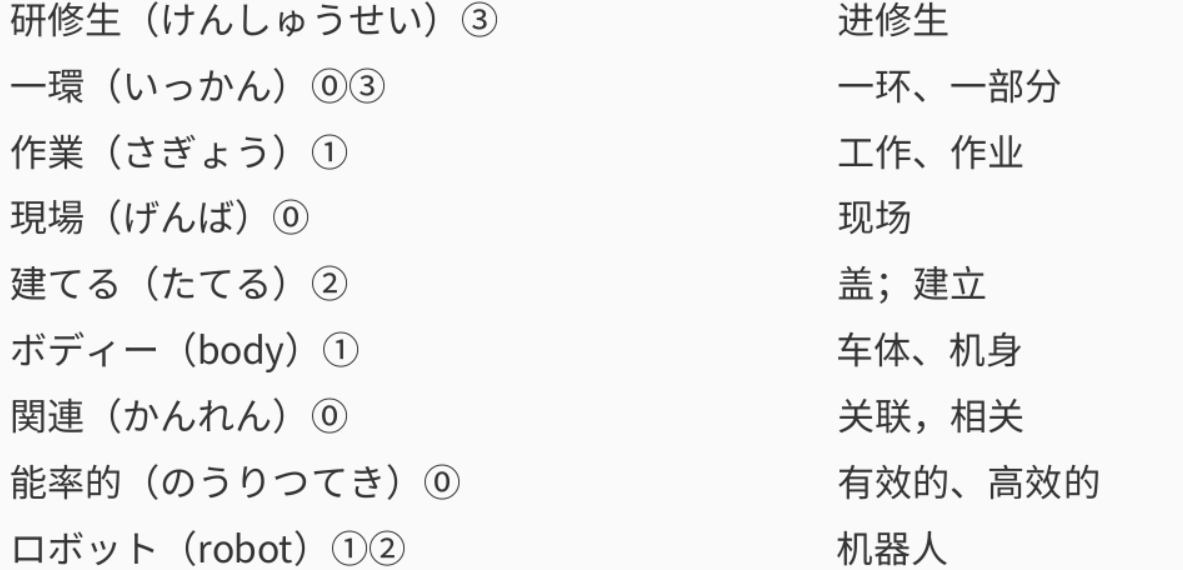 研修生（けんしゅうせい）③ 进修生
一環（いっかん）⓪③ 一环、一部分
作業（さぎょう）① 工作、作业
現場（げんば）⓪ 现场
建てる（たてる）② 盖；建立
ボディー（body）① 车体、机身
関連（かんれん）⓪ 关联，相关
能率的（のうりつてき）⓪ 有效的、高效的
ロボット（robot）①② 机器人